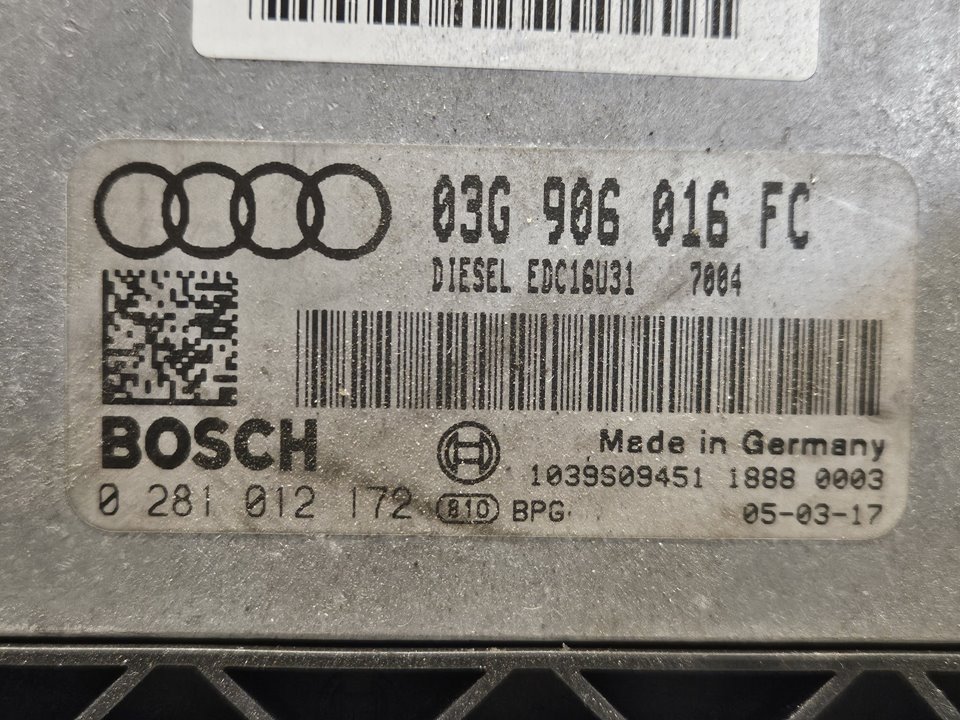 03G 906 016 FC
DIESEL EDC16U31 7004
BOSCH
Made in Germany
1039S09451 1888 0003
0 281 012 172 810 BPG 05-03-17